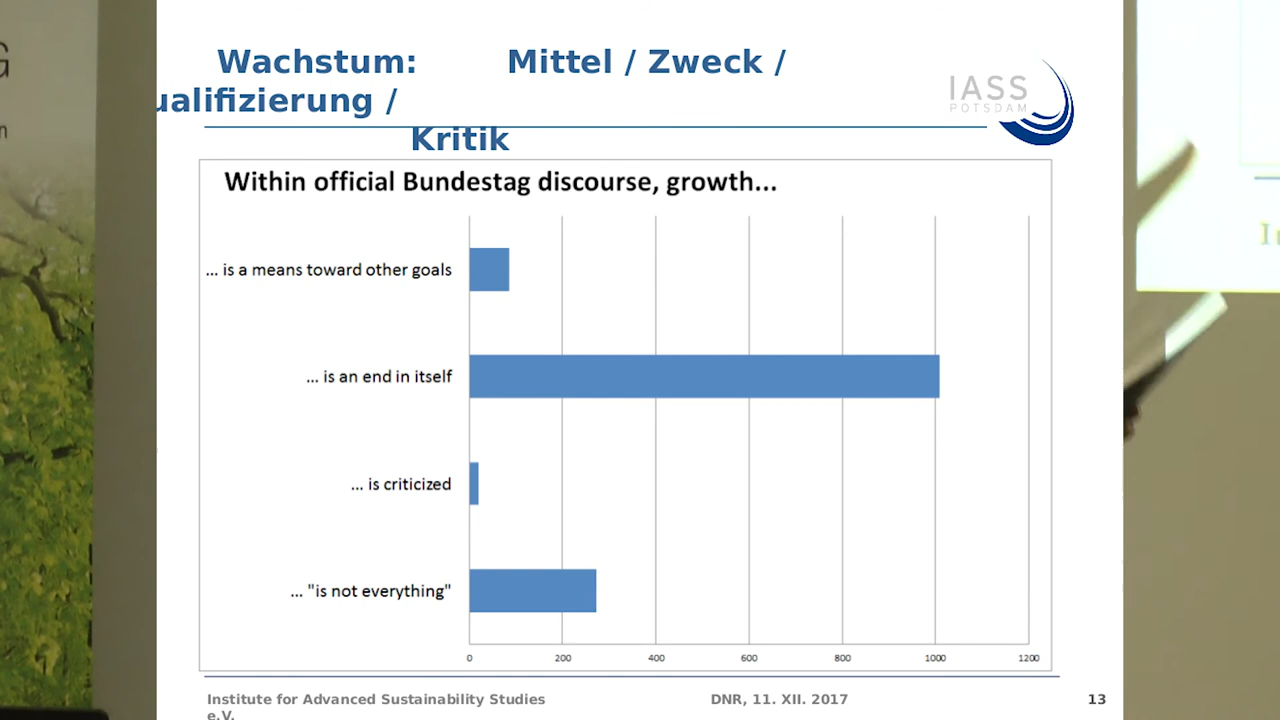 Wachstum: Mittel / Zweck /
ualifizierung /
Kritik
IASS
POTSDAM
Within official Bundestag discourse, growth...
... is a means toward other goals
... is an end in itself
... is criticized
... "is not everything"
0 200 400 600 800 1000 1200
Institute for Advanced Sustainability Studies
e.V.
DNR, 11. XII. 2017
13